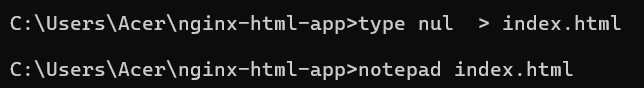 C:\Users\Acer\nginx-html-app>type nul  > index.html
C:\Users\Acer\nginx-html-app>notepad index.html